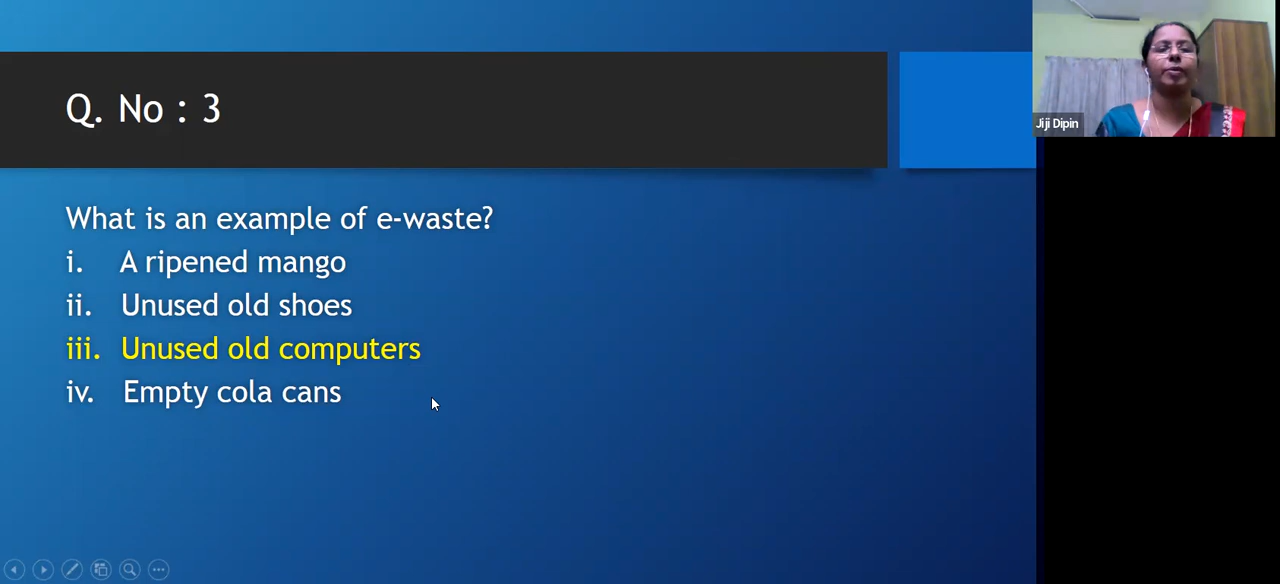 Q. No : 3
Jiji Dipin
What is an example of e-waste?
i. A ripened mango
ii. Unused old shoes
iii. Unused old computers
iv. Empty cola cans